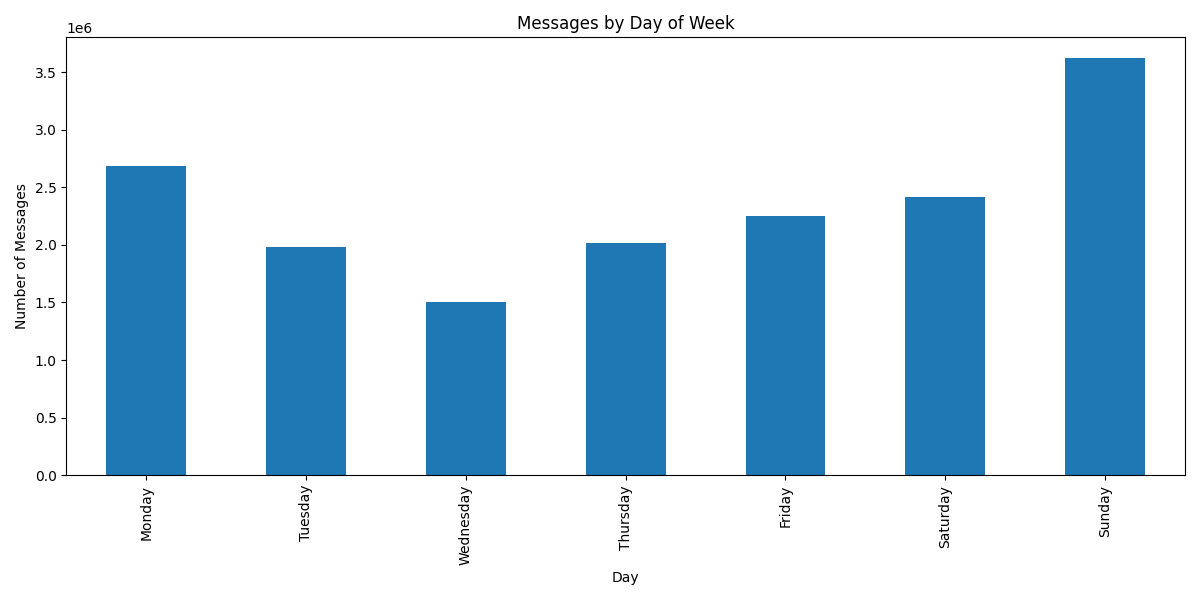 Messages by Day of Week
1e6
3.5
3.0
2.5
2.0
1.5
1.0
0.5
0.0
Number of Messages
Monday
Tuesday
Wednesday
Thursday
Friday
Saturday
Sunday
Day